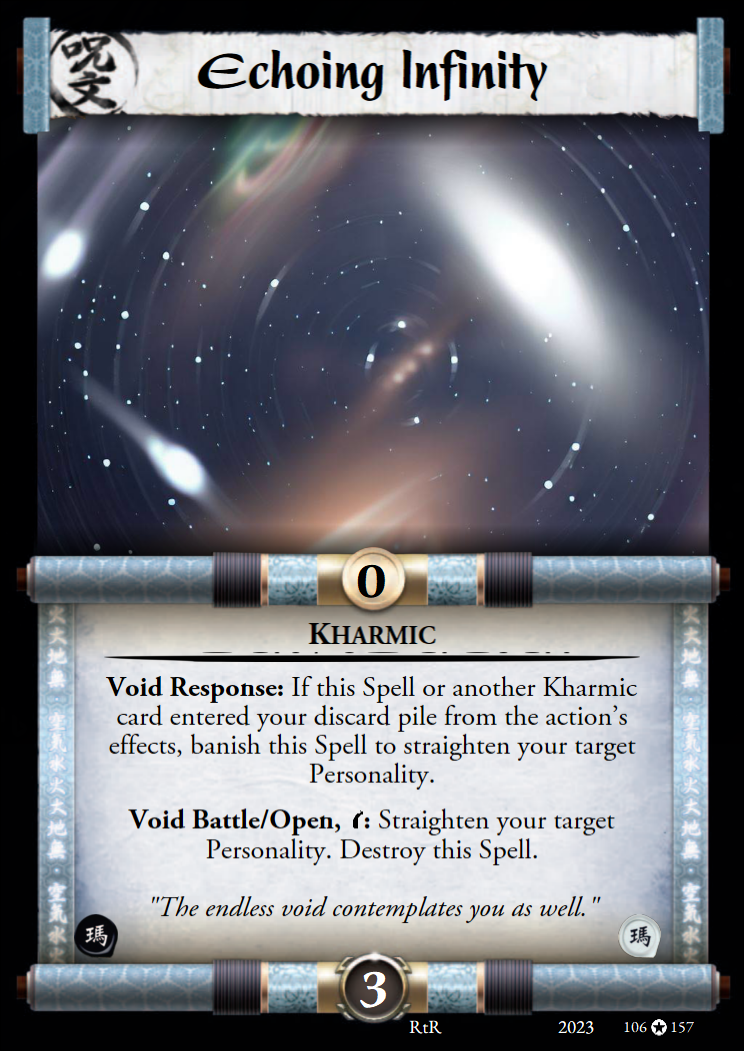 呪文
Echoing Infinity
0
KHARMIC
Void Response: If this Spell or another Kharmic
card entered your discard pile from the action's
effects, banish this Spell to straighten your target
Personality.
Void Battle/Open, : Straighten your target
Personality. Destroy this Spell.
"The endless void contemplates you as well."
瑪
瑪
3
RtR 2023 106 157